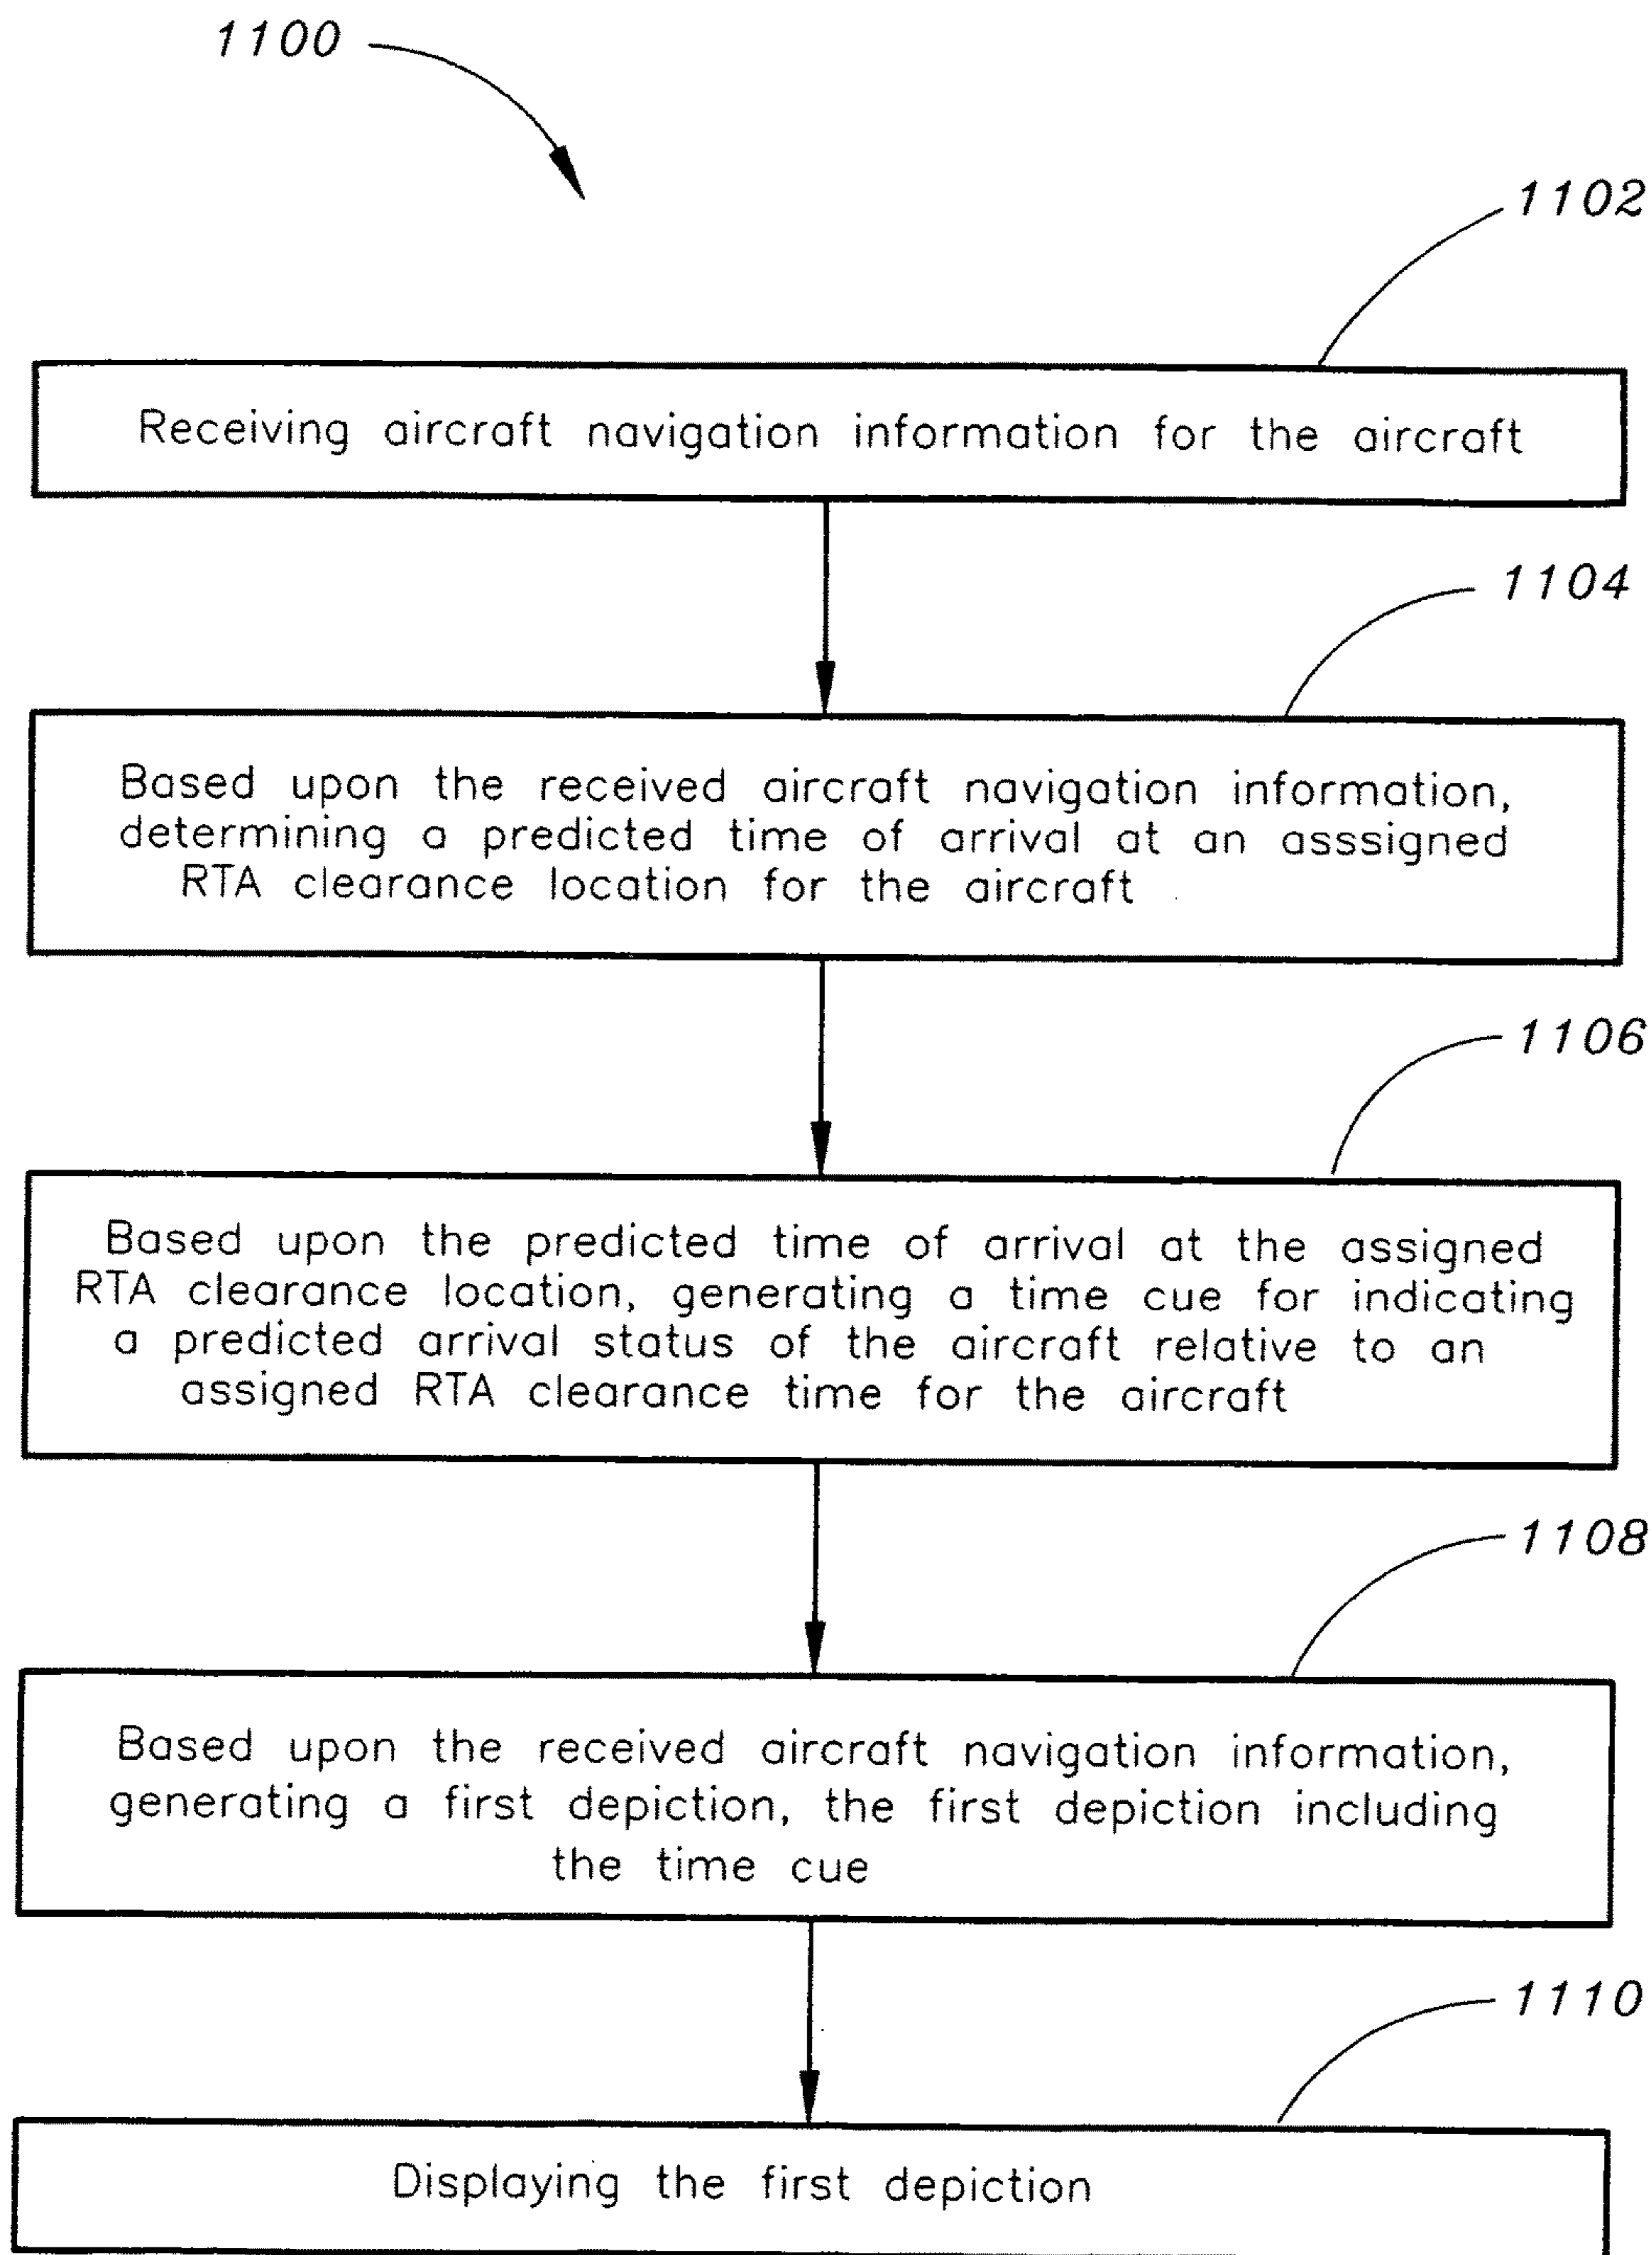 1100
1102
Receiving aircraft navigation information for the aircraft
1104
Based upon the received aircraft navigation information,
determining a predicted time of arrival at an asssigned
RTA clearance location for the aircraft
1106
Based upon the predicted time of arrival at the assigned
RTA clearance location, generating a time cue for indicating
a predicted arrival status of the aircraft relative to an
assigned RTA clearance time for the aircraft
1108
Based upon the received aircraft navigation information,
generating a first depiction, the first depiction including
the time cue
1110
Displaying the first depiction